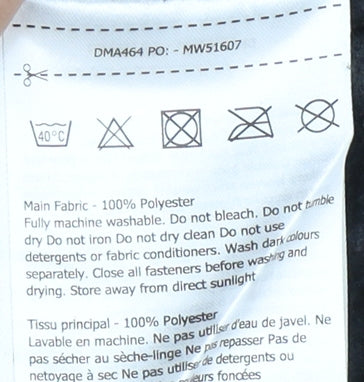 DMA464 PO: - MW51607
40°C
Main Fabric - 100% Polyester
Fully machine washable. Do not bleach. Do not tumble
dry Do not iron Do not dry clean Do not use
detergents or fabric conditioners. Wash dark colours
separately. Close all fasteners before washing and
drying. Store away from direct sunlight
Tissu principal - 100% Polyester
Lavable en machine. Ne pas utiliser d'eau de javel. Ne
pas sécher au sèche-linge Ne pas repasser Pas de
netoyage à sec Ne pas utiliser de detergents ou
foncées